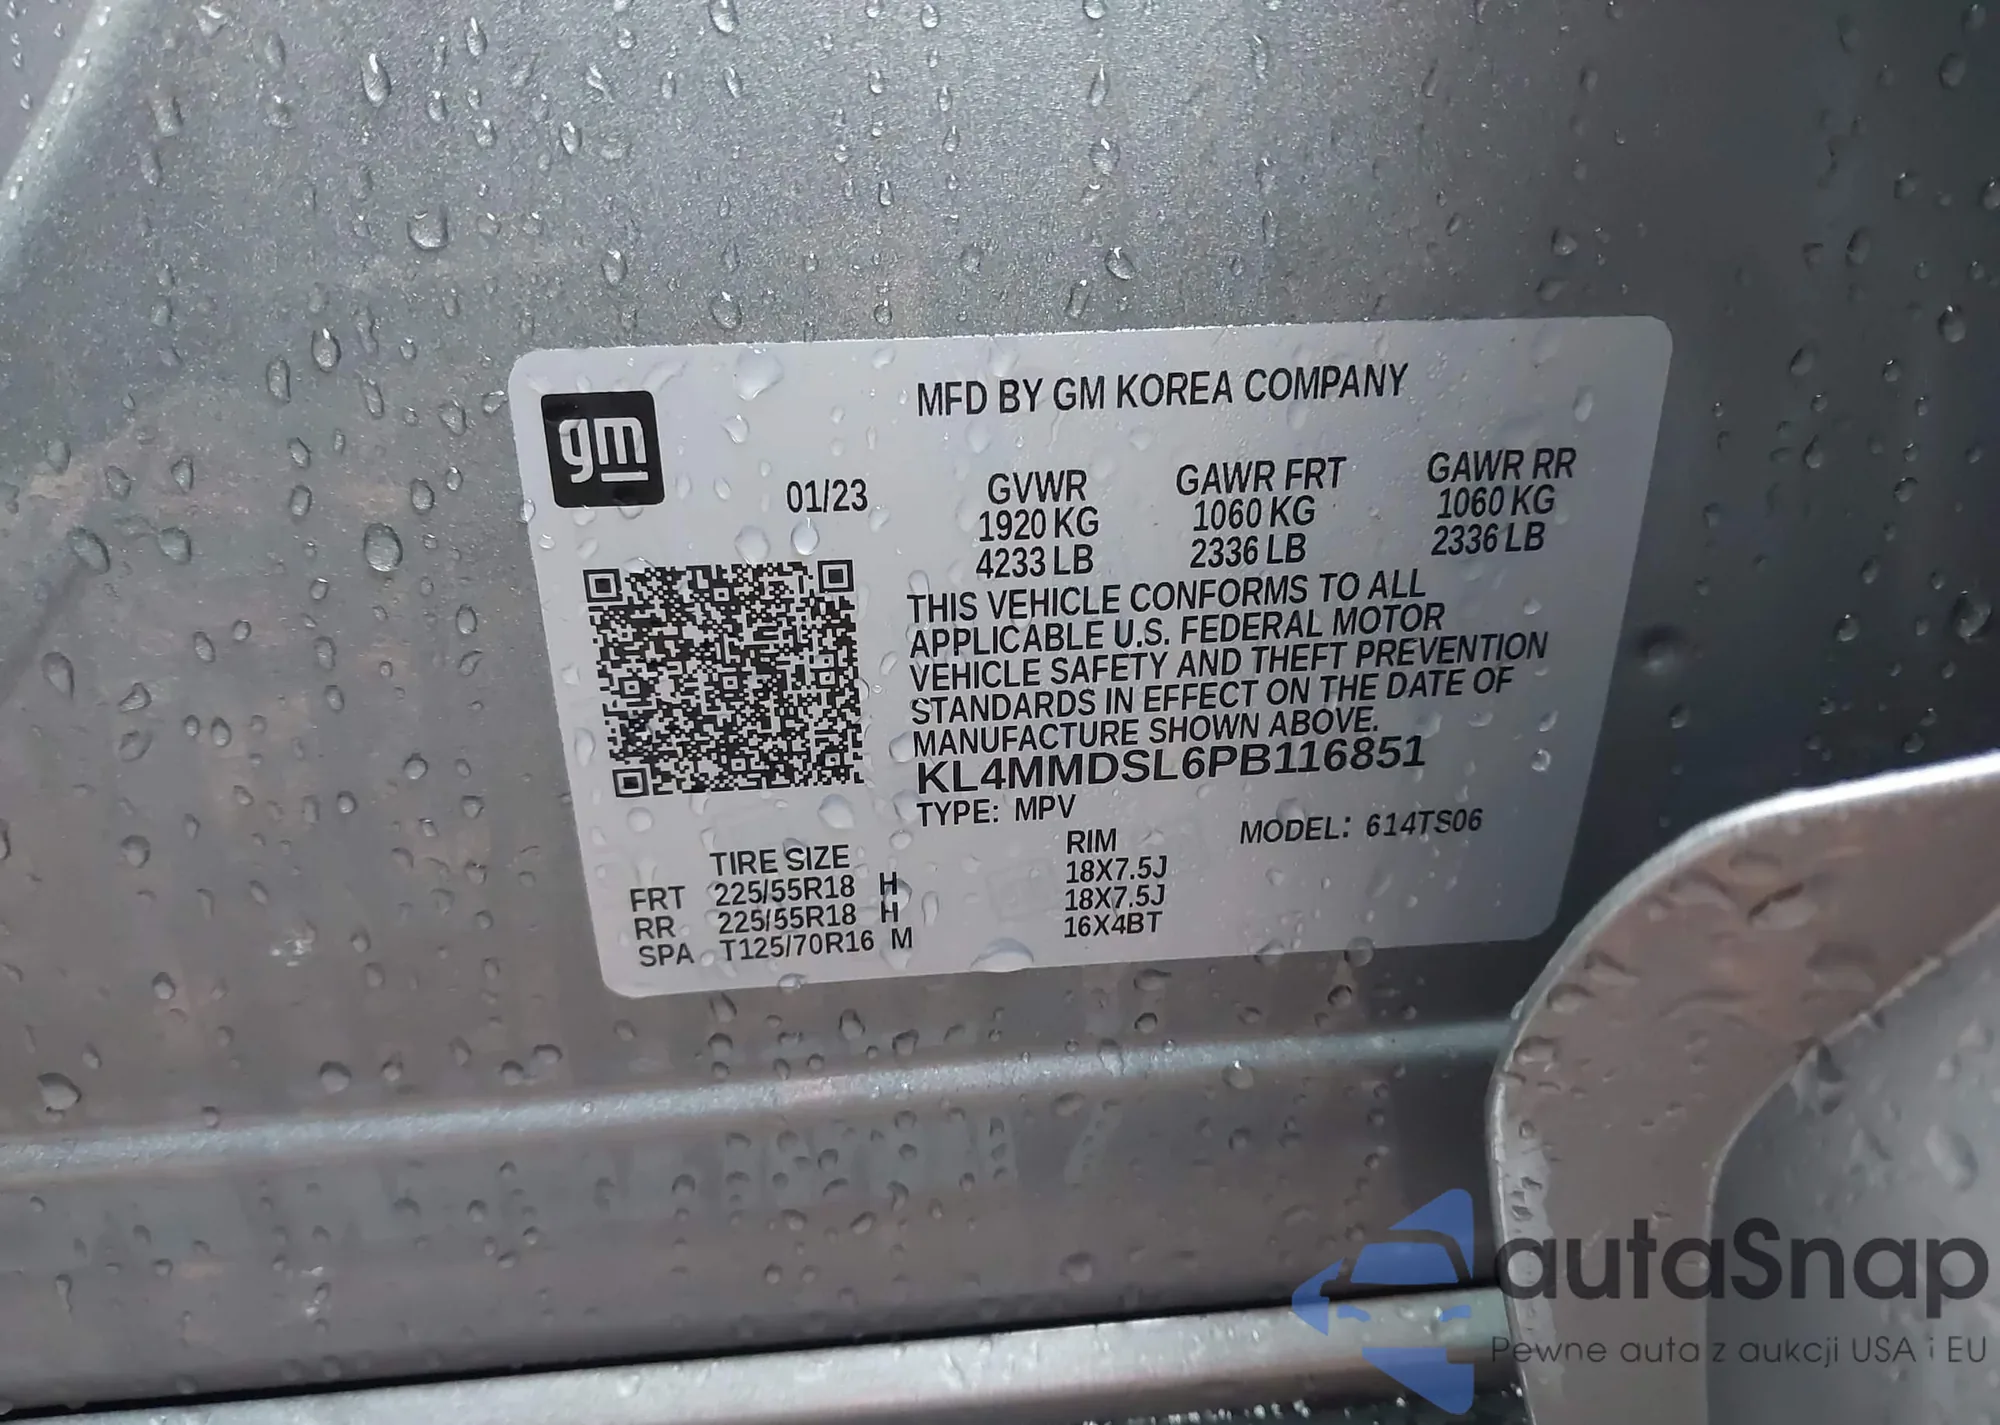 gm
MFD BY GM KOREA COMPANY
01/23 GVWR GAWR FRT GAWR RR
1920 KG 1060 KG 1060 KG
4233 LB 2336 LB 2336 LB
THIS VEHICLE CONFORMS TO ALL
APPLICABLE U.S. FEDERAL MOTOR
VEHICLE SAFETY AND THEFT PREVENTION
STANDARDS IN EFFECT ON THE DATE OF
MANUFACTURE SHOWN ABOVE.
KL4MMDSL6PB116851
TYPE: MPV MODEL: 614TS06
TIRE SIZE RIM
FRT 225/55R18 H 18X7.5J
RR 225/55R18 H 18X7.5J
SPA T125/70R16 M 16X4BT
autaSnap
Pewne auta z aukcji USA i EU